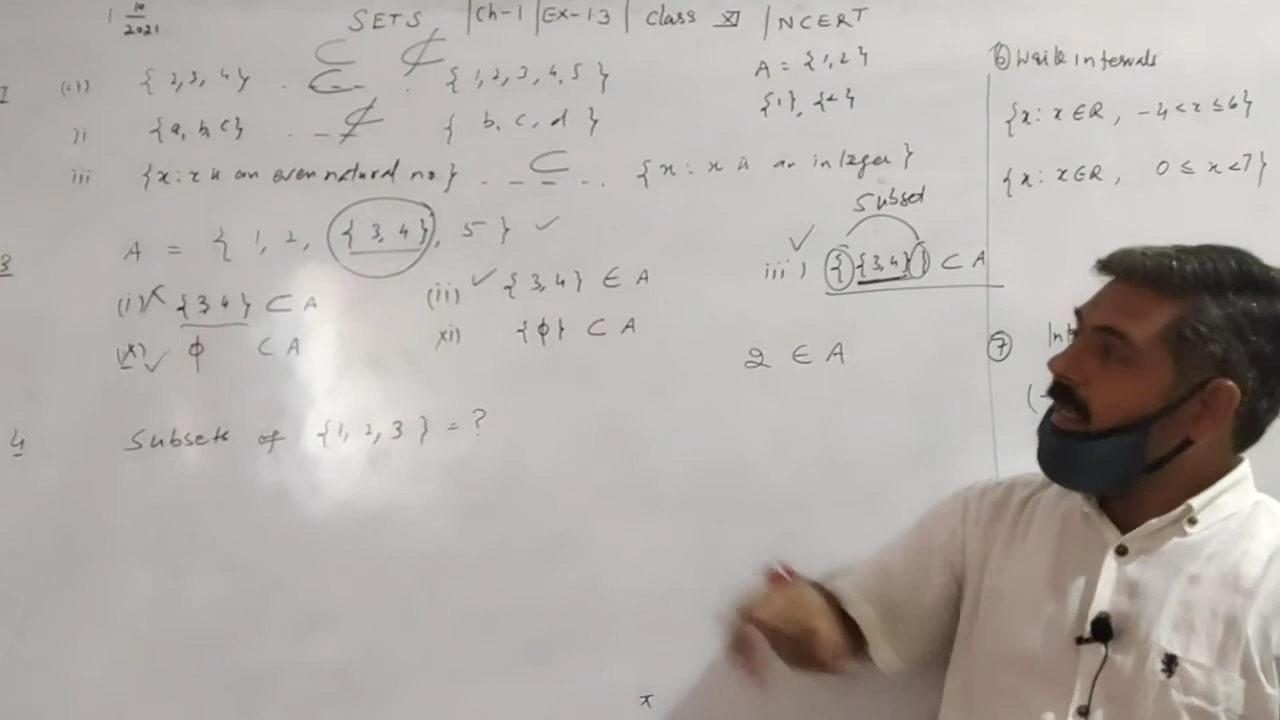 1 10/2021
SETS |Ch-1 |Ex-1.3 | Class XI | NCERT
⊂ ⊄
1 (i) {2,3,4} . ⊂ . {1,2,3,4,5}
ii {a,b,c} . _ ⊄ {b,c,d}
iii {x: x is an even natural no} . _ ⊂ _ . {x: x is an integer}
A = {1,2}
{1}, {2}
3 A = {1, 2, {3,4}, 5} ✓
(i) × {3 4} ⊂ A
(ii) ✓ {3,4} ∈ A
Subset
✓ iii) {{3,4}} ⊂ A
✓ φ ⊂ A
xi) {φ} ⊂ A
2 ∈ A
4 Subsets of {1, 2, 3} = ?
⑥ Write intervals
{x: x ∈ R, -4 < x ≤ 6}
{x: x ∈ R, 0 ≤ x < 7}
⑦